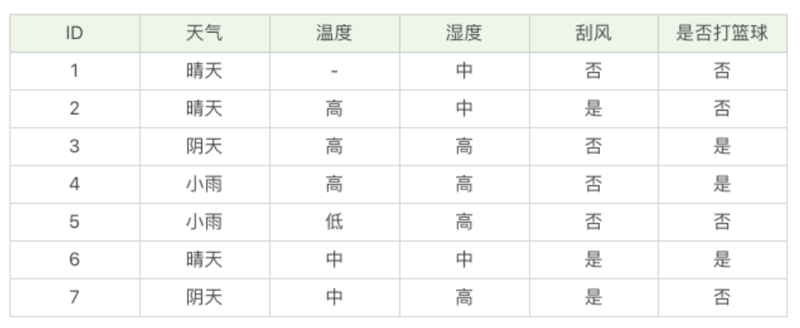 ID 天气 温度 湿度 刮风 是否打篮球
1 晴天 - 中 否 否
2 晴天 高 中 是 否
3 阴天 高 高 否 是
4 小雨 高 高 否 是
5 小雨 低 高 否 否
6 晴天 中 中 是 是
7 阴天 中 高 是 否